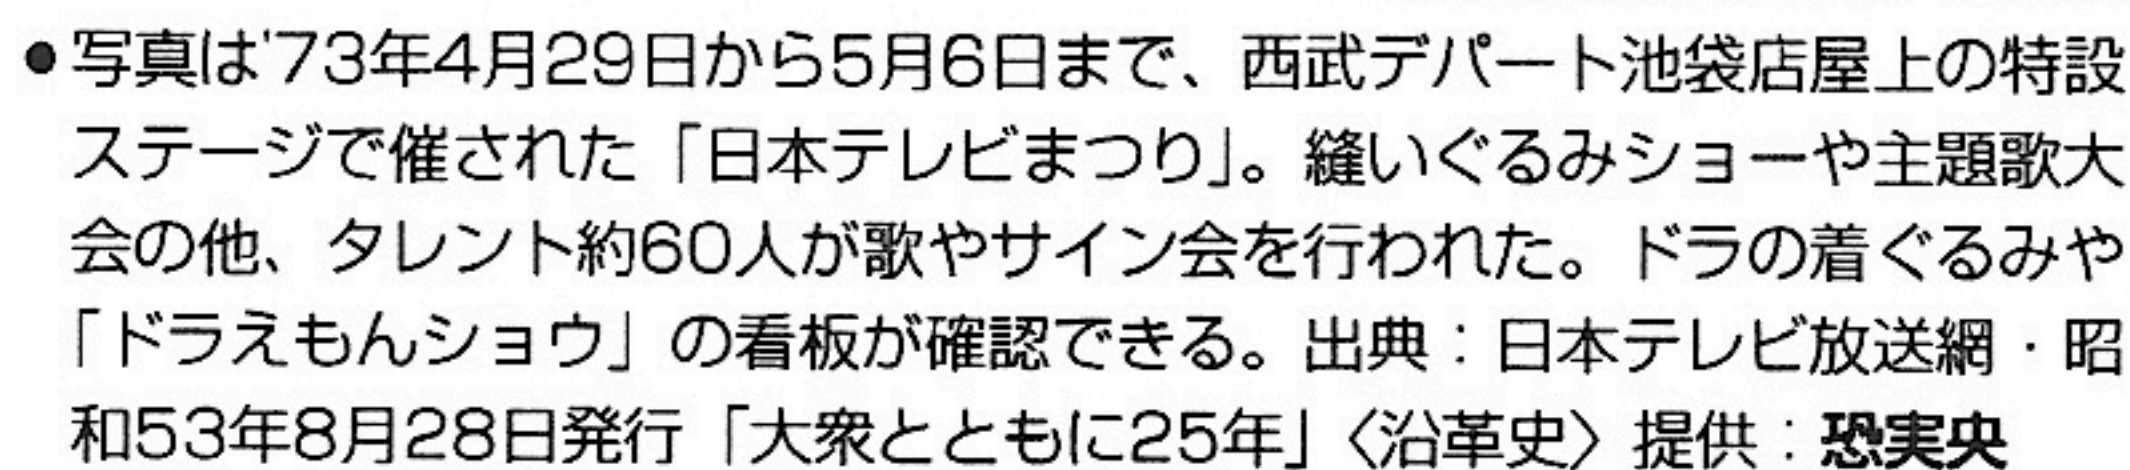 ●写真は'73年4月29日から5月6日まで、西武デパート池袋店屋上の特設
ステージで催された「日本テレビまつり」。縫いぐるみショーや主題歌大
会の他、タレント約60人が歌やサイン会を行われた。ドラの着ぐるみや
「ドラえもんショウ」の看板が確認できる。出典：日本テレビ放送網・昭
和53年8月28日発行「大衆とともに25年」〈沿革史〉提供：恐実央